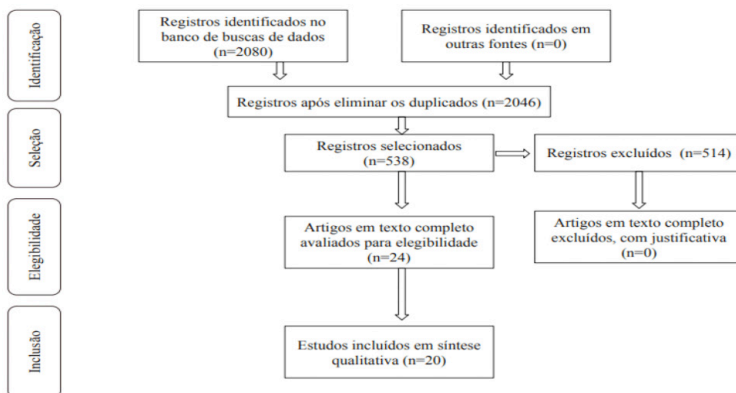 Identificação
Registros identificados no
banco de buscas de dados
(n=2080)
Registros identificados em
outras fontes (n=0)
Registros após eliminar os duplicados (n=2046)
Seleção
Registros selecionados
(n=538)
Registros excluídos (n=514)
Elegibilidade
Artigos em texto completo
avaliados para elegibilidade
(n=24)
Artigos em texto completo
excluídos, com justificativa
(n=0)
Inclusão
Estudos incluídos em síntese
qualitativa (n=20)